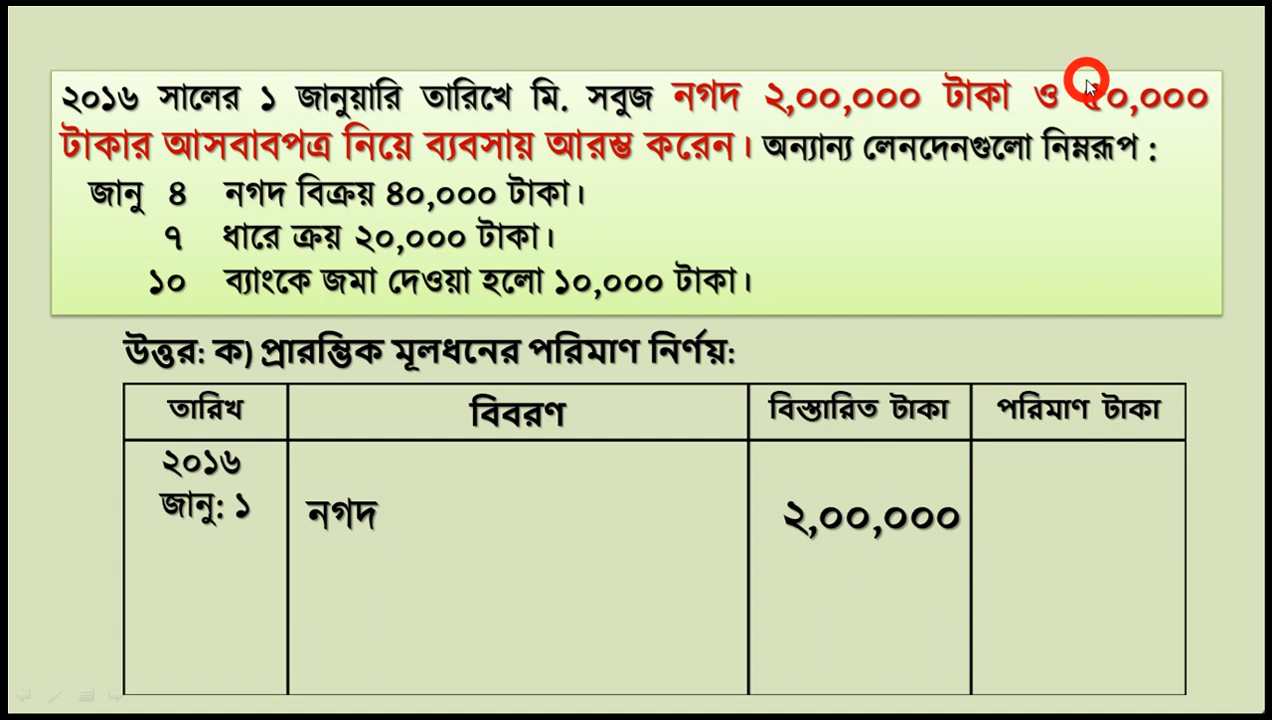 ২০১৬ সালের ১ জানুয়ারি তারিখে মি. সবুজ নগদ ২,০০,০০০ টাকা ও
টাকার আসবাবপত্র নিয়ে ব্যবসায় আরম্ভ করেন। অন্যান্য লেনদেনগুলো নিম্নরূপ :
জানু ৪ নগদ বিক্রয় ৪০,০০০ টাকা।
৭ ধারে ক্রয় ২০,০০০ টাকা।
১০ ব্যাংকে জমা দেওয়া হলো ১০,০০০ টাকা।
উত্তর: ক) প্রারম্ভিক মূলধনের পরিমাণ নির্ণয়:
তারিখ বিবরণ বিস্তারিত টাকা পরিমাণ টাকা
২০১৬
জানু: ১ নগদ ২,০০,০০০